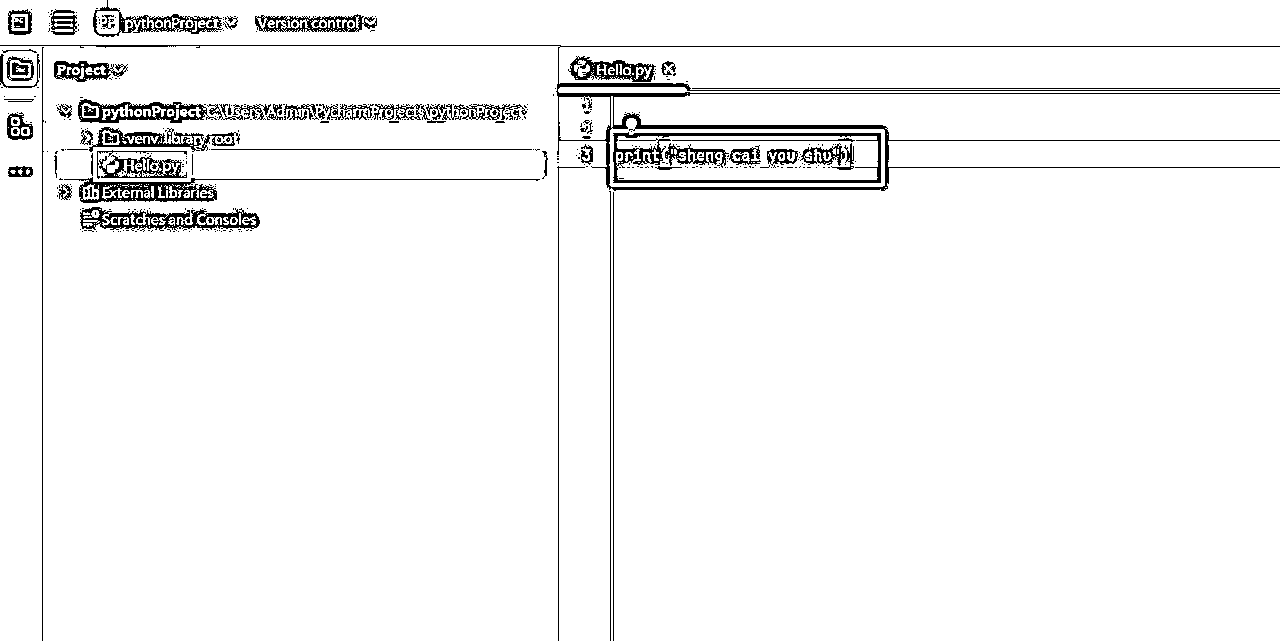 PP pythonProject Version control
Project
Hello.py
pythonProject C:\Users\Admin\PycharmProjects\pythonProject
.venv library root
Hello.py
External Libraries
Scratches and Consoles
1
2
3 print("sheng cai you shu")